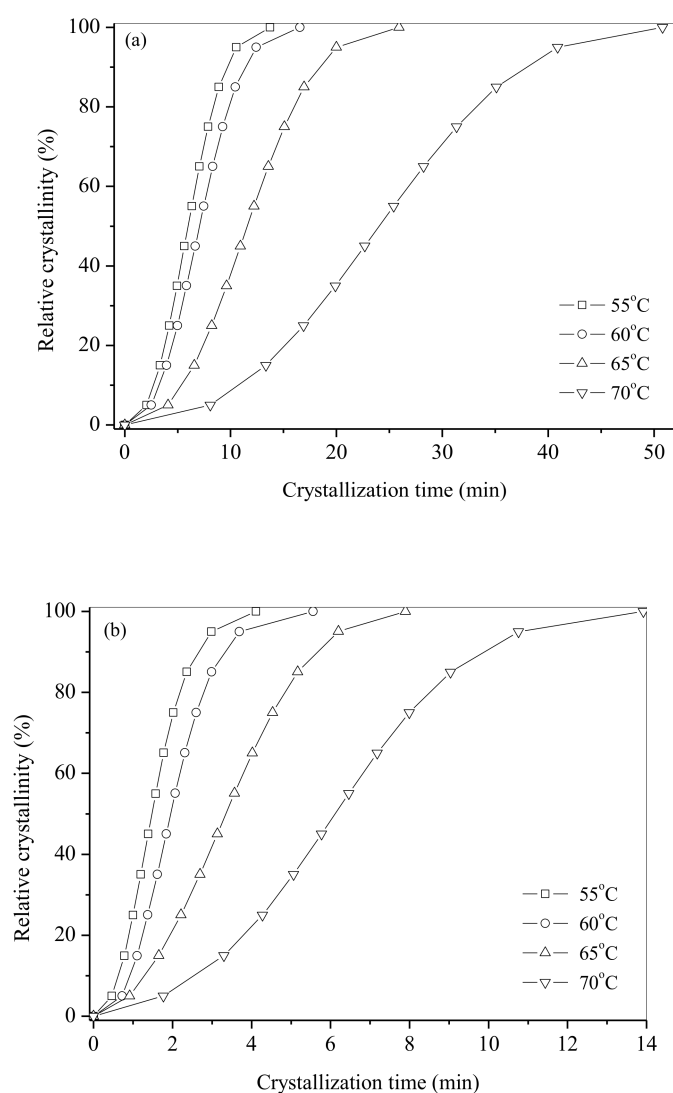 (a)
100
80
60
40
20
0
Relative crystallinity (%)
55°C
60°C
65°C
70°C
0 10 20 30 40 50
Crystallization time (min)
(b)
100
80
60
40
20
0
Relative crystallinity (%)
55°C
60°C
65°C
70°C
0 2 4 6 8 10 12 14
Crystallization time (min)